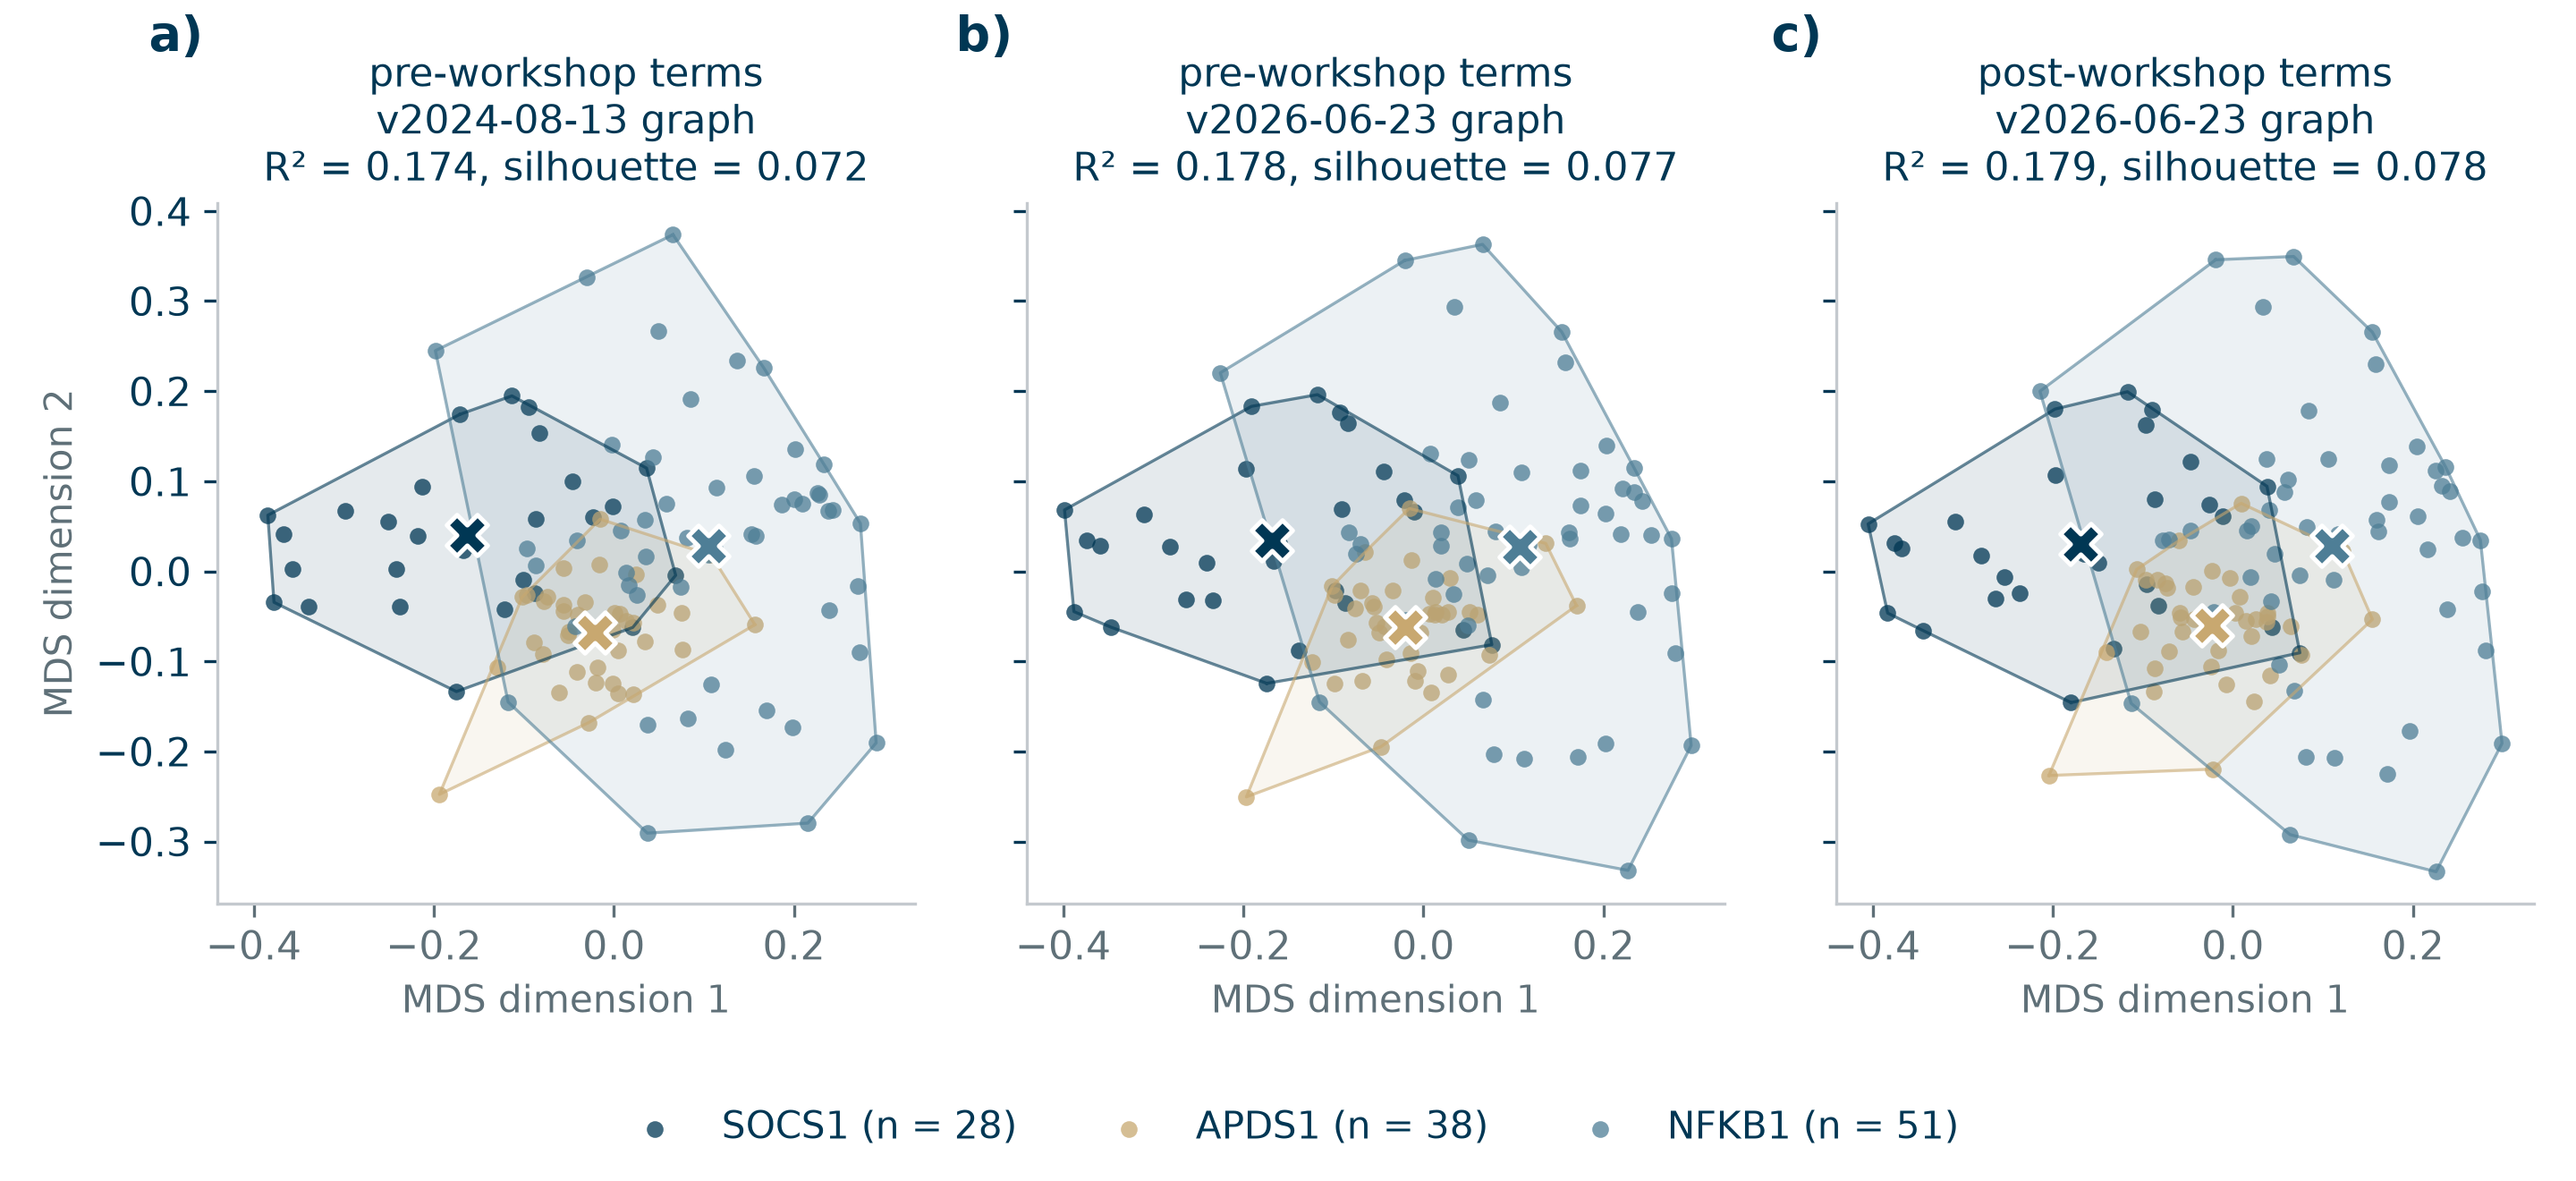 a)
pre-workshop terms
v2024-08-13 graph
R² = 0.174, silhouette = 0.072
b)
pre-workshop terms
v2026-06-23 graph
R² = 0.178, silhouette = 0.077
c)
post-workshop terms
v2026-06-23 graph
R² = 0.179, silhouette = 0.078
MDS dimension 2
0.4
0.3
0.2
0.1
0.0
−0.1
−0.2
−0.3
−0.4 −0.2 0.0 0.2
MDS dimension 1
−0.4 −0.2 0.0 0.2
MDS dimension 1
−0.4 −0.2 0.0 0.2
MDS dimension 1
SOCS1 (n = 28) APDS1 (n = 38) NFKB1 (n = 51)